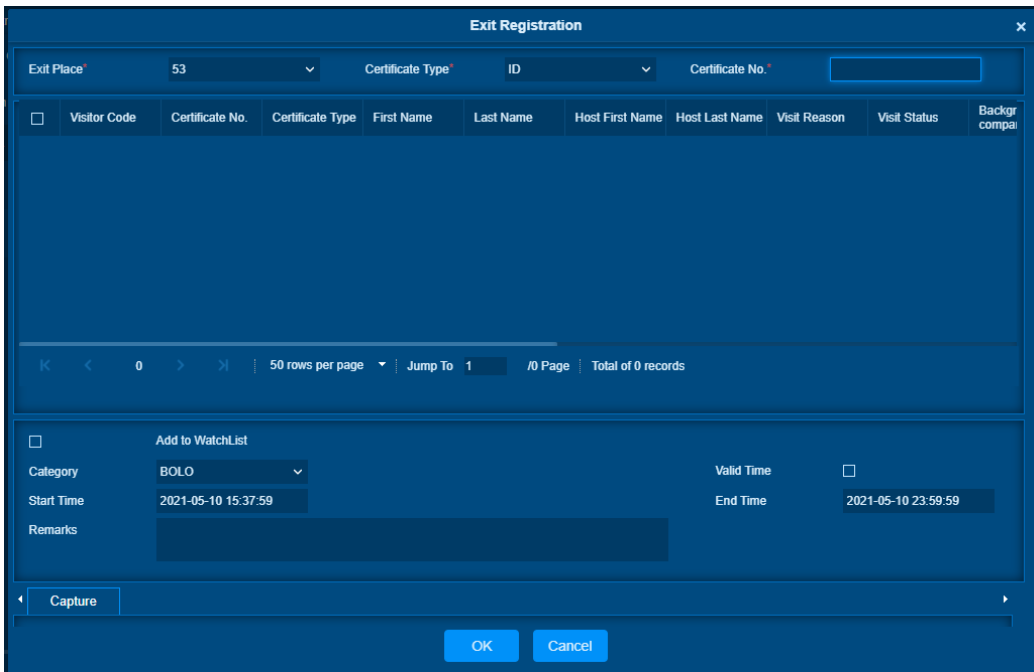 Exit Registration ×
Exit Place* 53 Certificate Type* ID Certificate No.*
Visitor Code Certificate No. Certificate Type First Name Last Name Host First Name Host Last Name Visit Reason Visit Status
0 50 rows per page Jump To 1 /0 Page Total of 0 records
Add to WatchList
Category BOLO Valid Time
Start Time 2021-05-10 15:37:59 End Time 2021-05-10 23:59:59
Remarks
Capture
OK Cancel